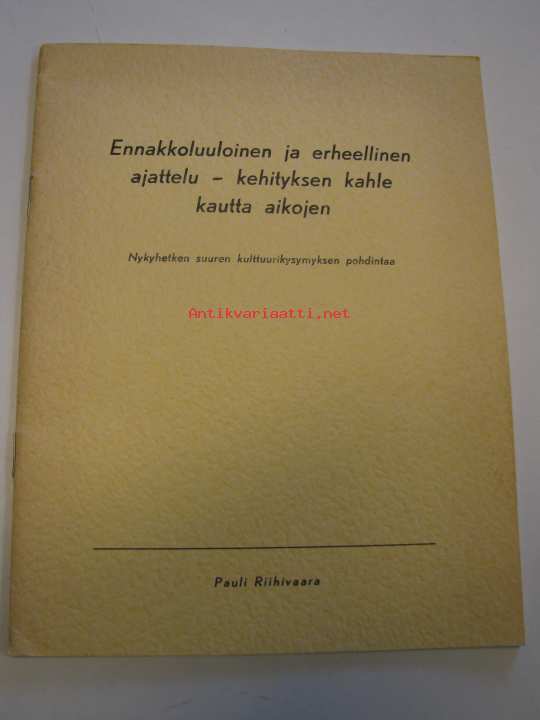 Ennakkoluuloinen ja erheellinen
ajattelu – kehityksen kahle
kautta aikojen
Nykyhetken suuren kulttuurikysymyksen pohdintaa
Antikvariaatti.net
Pauli Riihivaara